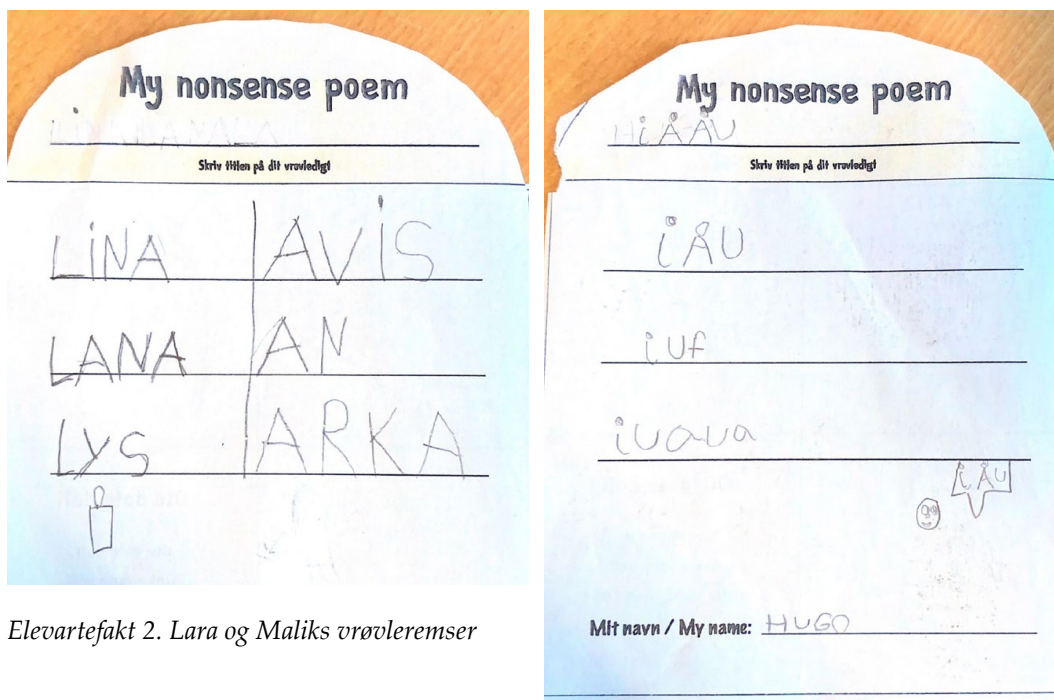 My nonsense poem
Skriv titlen på dit vrøvledigt
LiNA AViS
LANA AN
LYS ARKA
Elevartefakt 2. Lara og Maliks vrøvleremser
My nonsense poem
HiÅÅU
Skriv titlen på dit vrøvledigt
iÅU
iUf
iuaua
iÅU
Mit navn / My name: HUGO